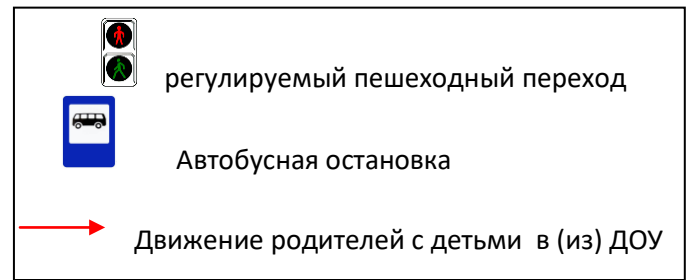 регулируемый пешеходный переход
Автобусная остановка
Движение родителей с детьми в (из) ДОУ